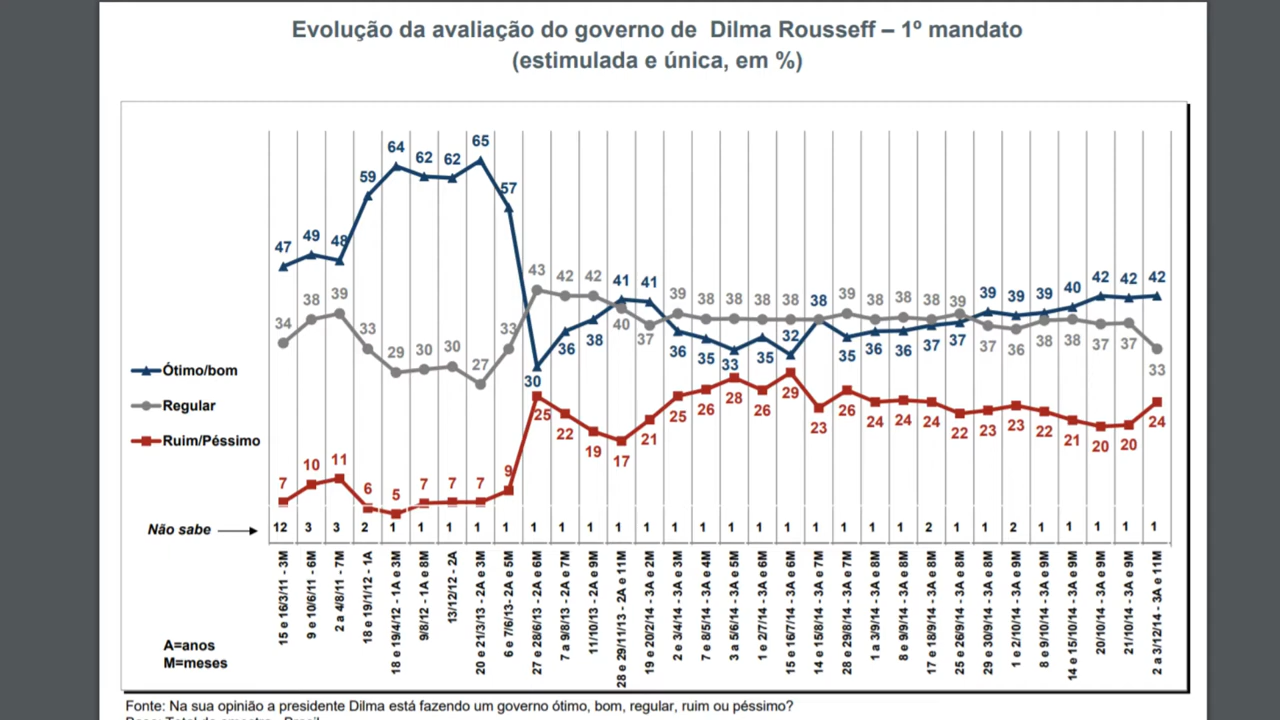 Evolução da avaliação do governo de Dilma Rousseff – 1º mandato
(estimulada e única, em %)
Ótimo/bom
47 49 48 59 64 62 62 65 57 30 36 38 41 41 36 35 33 35 32 38 35 36 36 37 37 39 39 39 40 42 42 42
Regular
34 38 39 33 29 30 30 27 33 43 42 42 40 37 39 38 38 38 38 39 38 38 38 39 37 36 38 38 37 37 33
Ruim/Péssimo
7 10 11 6 5 7 7 7 9 25 22 19 17 21 25 26 28 26 29 23 26 24 24 24 22 23 23 22 21 20 20 24
Não sabe
12 3 3 2 1 1 1 1 1 1 1 1 1 1 1 1 1 1 1 1 1 1 1 2 1 1 2 1 1 1 1 1
15 e 16/3/11 - 3M
9 e 10/6/11 - 6M
2 a 4/8/11 - 7M
18 e 19/1/12 - 1A
18 e 19/4/12 - 1A e 3M
9/8/12 - 1A e 8M
13/12/12 - 2A
20 e 21/3/13 - 2A e 3M
6 e 7/6/13- 2A e 5M
27 e 28/6/13 - 2A e 6M
7 a 9/8/13 - 2A e 7M
11/10/13 - 2A e 9M
28 e 29/11/13 - 2A e 11M
19 e 20/2/14 - 3A e 2M
2 e 3/4/14 - 3A e 3M
7 e 8/5/14 - 3A e 4M
3 a 5/6/14 - 3A e 5M
1 e 2/7/14 - 3A e 6M
15 e 16/7/14 - 3A e 6M
14 e 15/8/14 - 3A e 7M
28 e 29/8/14 - 3A e 7M
1 a 3/9/14 - 3A e 8M
8 e 9/9/14 - 3A e 8M
17 e 18/9/14 - 3A e 8M
25 e 26/9/14 - 3A e 8M
29 e 30/9/14 - 3A e 8M
1 e 2/10/14 - 3A e 9M
8 e 9/10/14 - 3A e 9M
14 e 15/10/14 - 3A e 9M
20/10/14 - 3A e 9M
21/10/14 - 3A e 9M
2 a 3/12/14 - 3A e 11M
A=anos
M=meses
Fonte: Na sua opinião a presidente Dilma está fazendo um governo ótimo, bom, regular, ruim ou péssimo?